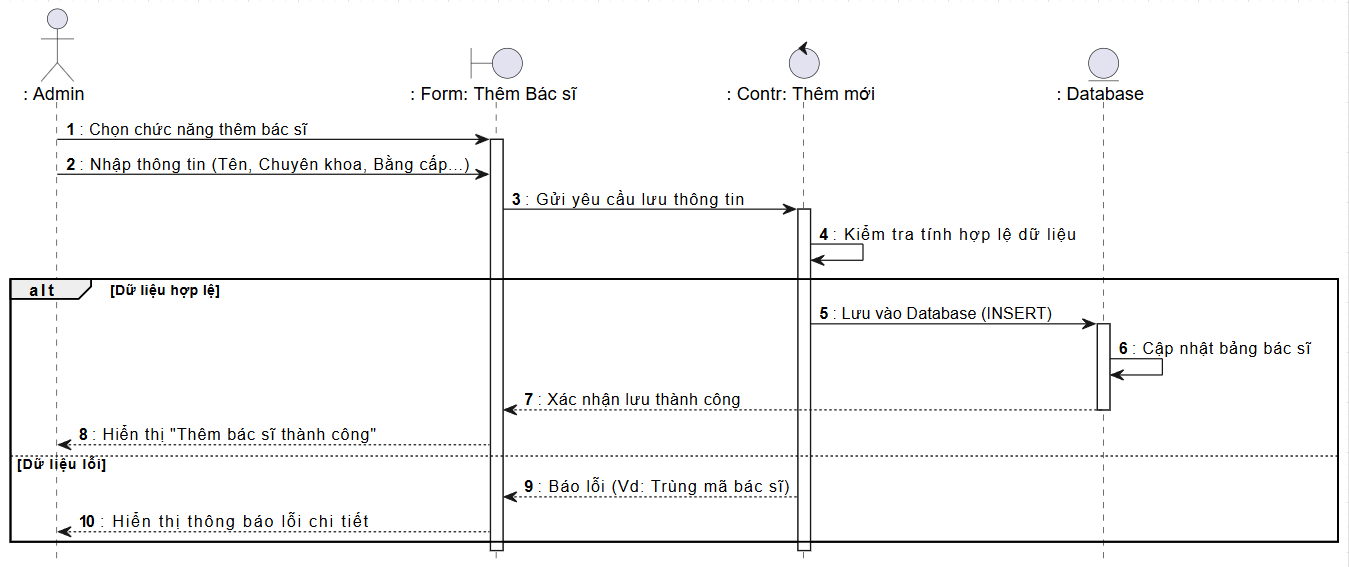 : Admin
: Form: Thêm Bác sĩ
: Contr: Thêm mới
: Database
1 : Chọn chức năng thêm bác sĩ
2 : Nhập thông tin (Tên, Chuyên khoa, Bằng cấp...)
3 : Gửi yêu cầu lưu thông tin
4 : Kiểm tra tính hợp lệ dữ liệu
alt [Dữ liệu hợp lệ]
5 : Lưu vào Database (INSERT)
6 : Cập nhật bảng bác sĩ
7 : Xác nhận lưu thành công
8 : Hiển thị "Thêm bác sĩ thành công"
[Dữ liệu lỗi]
9 : Báo lỗi (Vd: Trùng mã bác sĩ)
10 : Hiển thị thông báo lỗi chi tiết